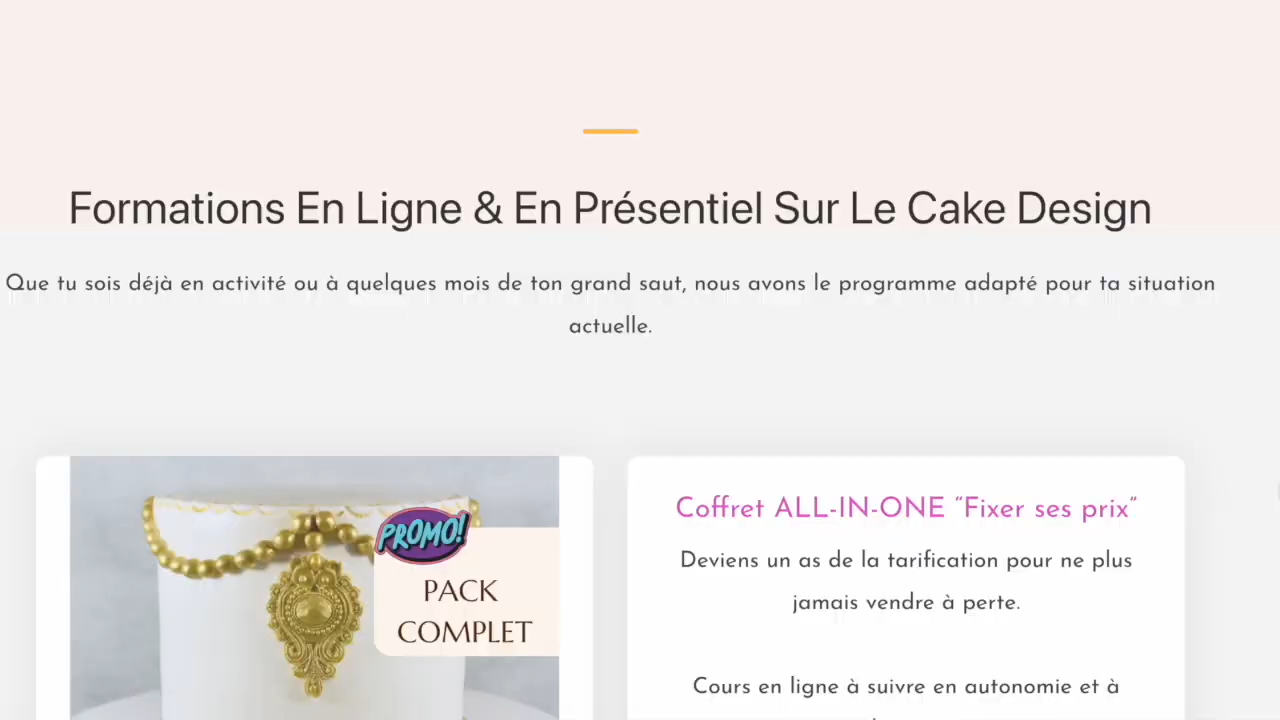 Formations En Ligne & En Présentiel Sur Le Cake Design
Que tu sois déjà en activité ou à quelques mois de ton grand saut, nous avons le programme adapté pour ta situation
actuelle.
PROMO!
PACK
COMPLET
Coffret ALL-IN-ONE “Fixer ses prix”
Deviens un as de la tarification pour ne plus
jamais vendre à perte.
Cours en ligne à suivre en autonomie et à